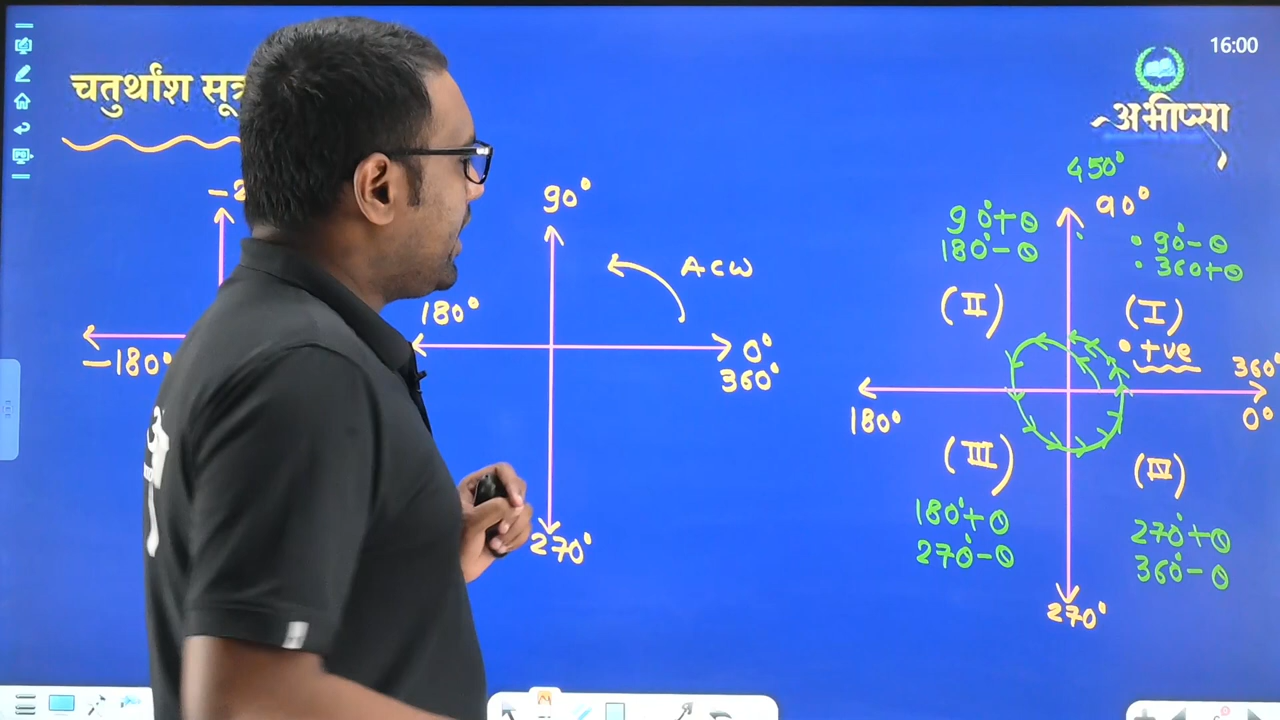 16:00
चतुर्थांश सूत्र
अभीप्सा
450°
90°
90°
90°+θ
180°-θ
• 90°-θ
• 360+θ
ACW
180°
(II)
(I)
• +ve
0°
360°
-180°
360°
0°
180°
(III)
(IV)
180°+θ
270°-θ
270°+θ
360°-θ
270°
270°